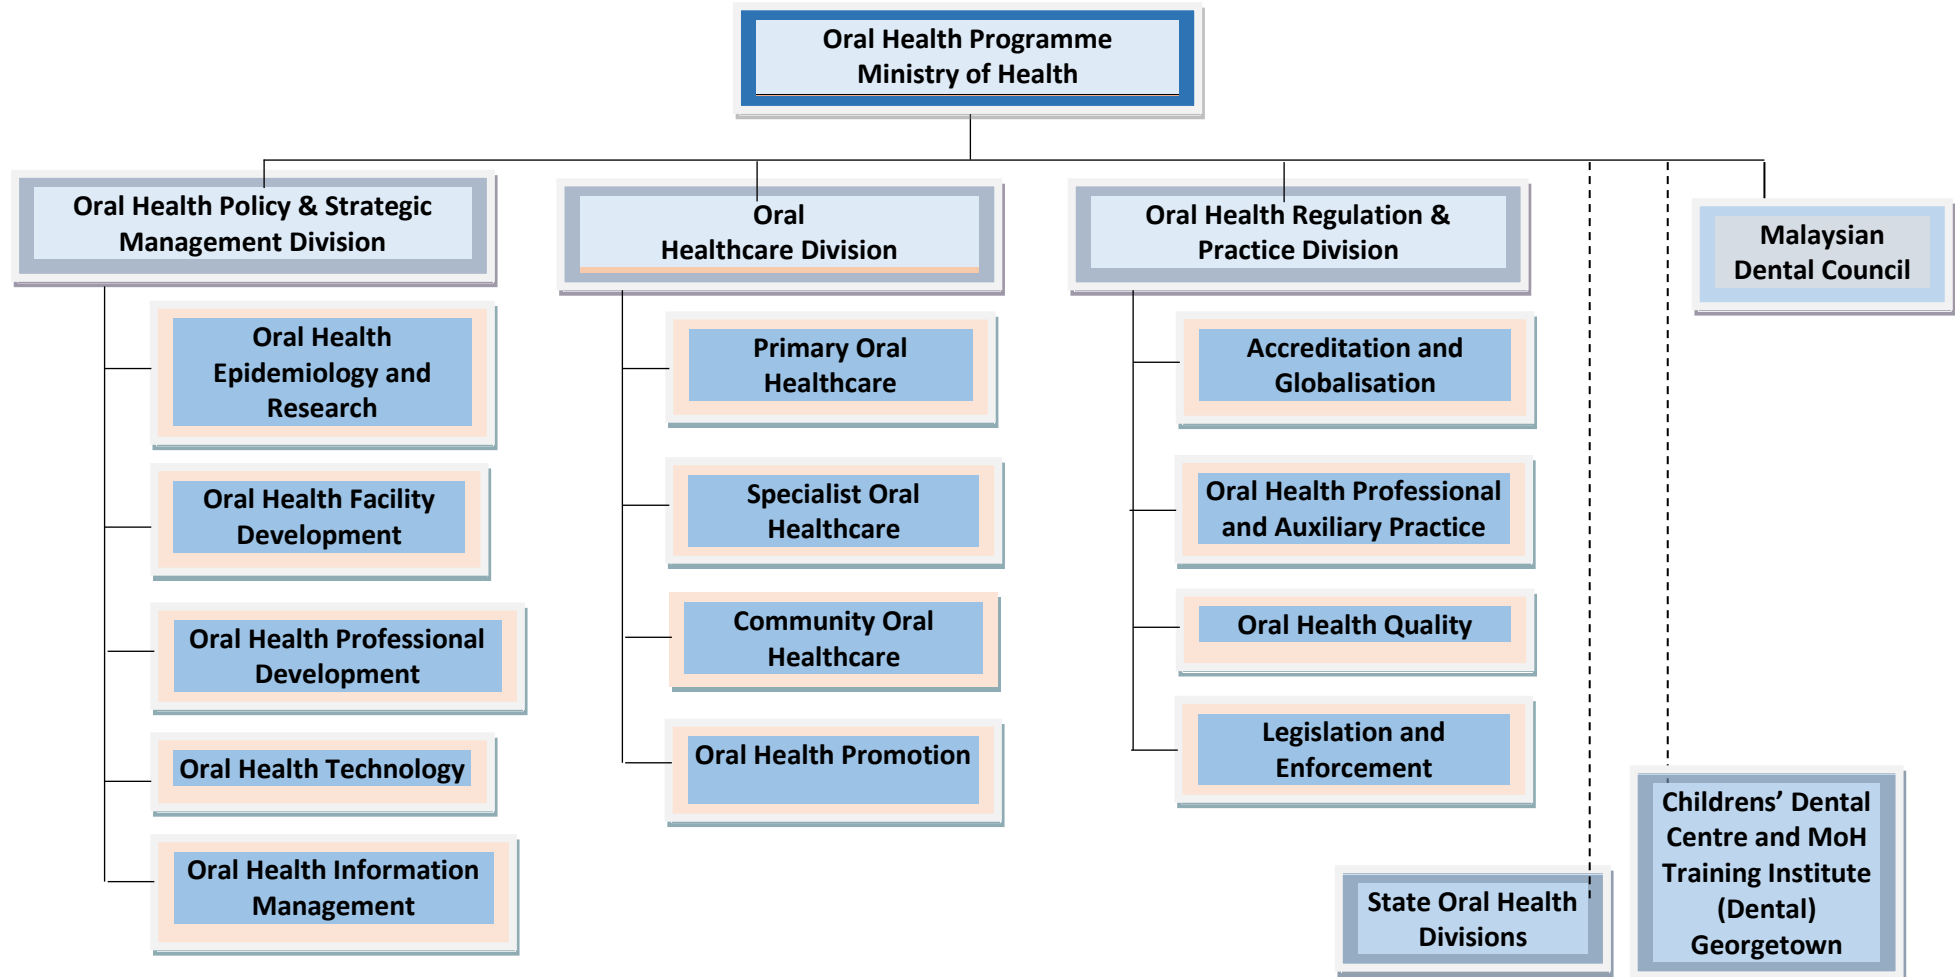 Oral Health Programme
Ministry of Health
Oral Health Policy & Strategic
Management Division
Oral
Healthcare Division
Oral Health Regulation &
Practice Division
Malaysian
Dental Council
Oral Health
Epidemiology and
Research
Oral Health Facility
Development
Oral Health Professional
Development
Oral Health Technology
Oral Health Information
Management
Primary Oral
Healthcare
Specialist Oral
Healthcare
Community Oral
Healthcare
Oral Health Promotion
Accreditation and
Globalisation
Oral Health Professional
and Auxiliary Practice
Oral Health Quality
Legislation and
Enforcement
State Oral Health
Divisions
Childrens’ Dental
Centre and MoH
Training Institute
(Dental)
Georgetown